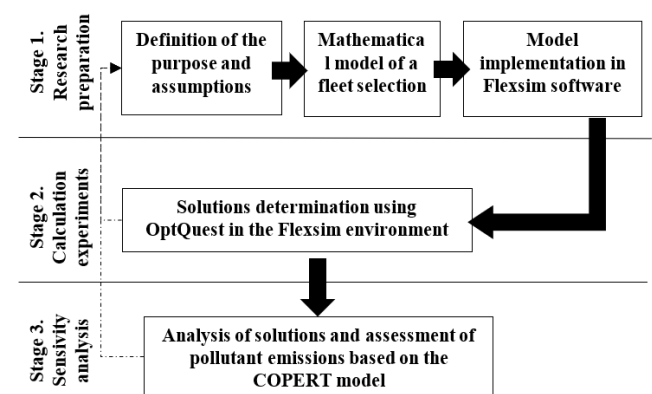 Stage 1.
Research
preparation
Definition of the
purpose and
assumptions
Mathematica
l model of a
fleet selection
Model
implementation in
Flexsim software
Stage 2.
Calculation
experiments
Solutions determination using
OptQuest in the Flexsim environment
Stage 3.
Sensivity
analysis
Analysis of solutions and assessment of
pollutant emissions based on the
COPERT model